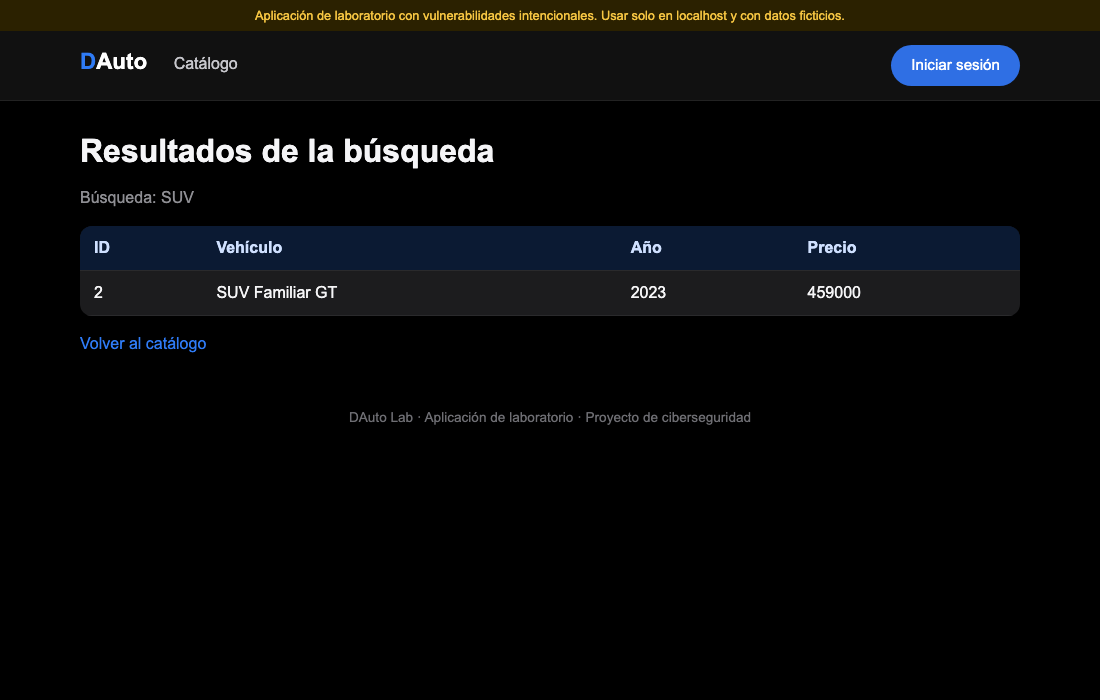 Aplicación de laboratorio con vulnerabilidades intencionales. Usar solo en localhost y con datos ficticios.
DAuto Catálogo Iniciar sesión
Resultados de la búsqueda
Búsqueda: SUV
ID Vehículo Año Precio
2 SUV Familiar GT 2023 459000
Volver al catálogo
DAuto Lab · Aplicación de laboratorio · Proyecto de ciberseguridad